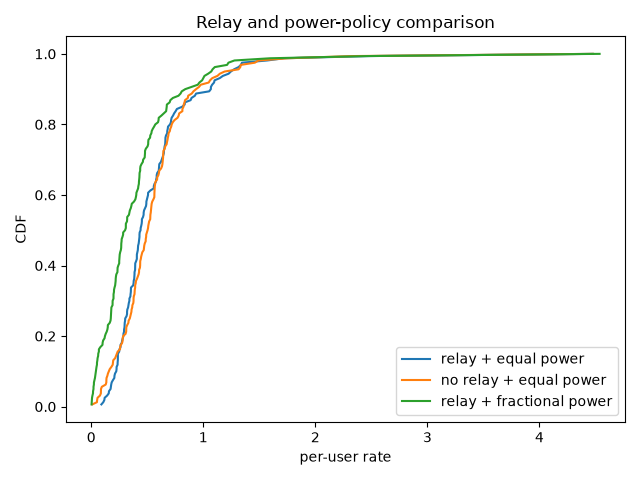 Relay and power-policy comparison
1.0
0.8
0.6
0.4
0.2
0.0
CDF
relay + equal power
no relay + equal power
relay + fractional power
0 1 2 3 4
per-user rate